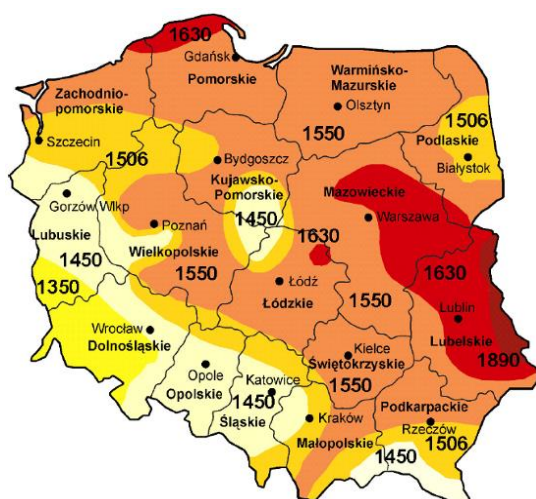 1630
Gdańsk
Pomorskie
Warmińsko-
Mazurskie
Olsztyn
Zachodnio-
pomorskie
Szczecin
1506
1550
1506
Podlaskie
Białystok
Bydgoszcz
Kujawsko-
Pomorskie
1450
Mazowieckie
Warszawa
Gorzów Wlkp
Lubuskie
1450
1350
Poznań
Wielkopolskie
1550
1630
1630
Łódź
Łódzkie
1550
Lublin
Lubelskie
1890
Wrocław
Dolnośląskie
Kielce
Świętokrzyskie
1550
Opole
Opolskie
Katowice
1450
Śląskie
Kraków
Małopolskie
Podkarpackie
Rzeczów
1506
1450